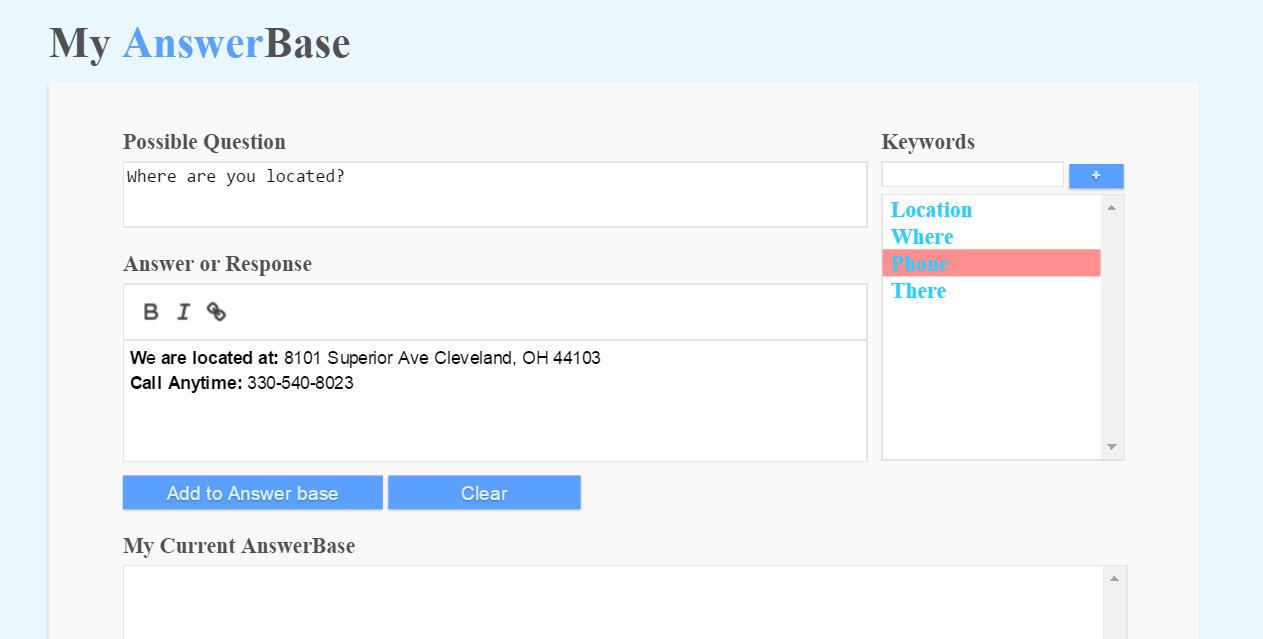 My AnswerBase
Possible Question
Where are you located?
Keywords
+
Location
Where
Phone
There
Answer or Response
B I
We are located at: 8101 Superior Ave Cleveland, OH 44103
Call Anytime: 330-540-8023
Add to Answer base
Clear
My Current AnswerBase